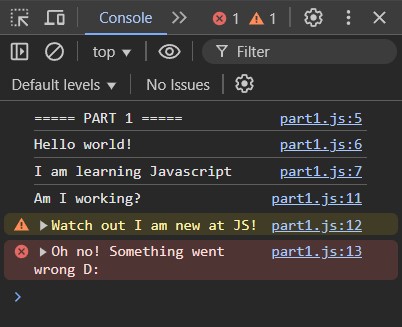 Console 1 1
top Filter
Default levels No Issues
===== PART 1 ===== part1.js:5
Hello world! part1.js:6
I am learning Javascript part1.js:7
Am I working? part1.js:11
Watch out I am new at JS! part1.js:12
Oh no! Something went part1.js:13
wrong D: